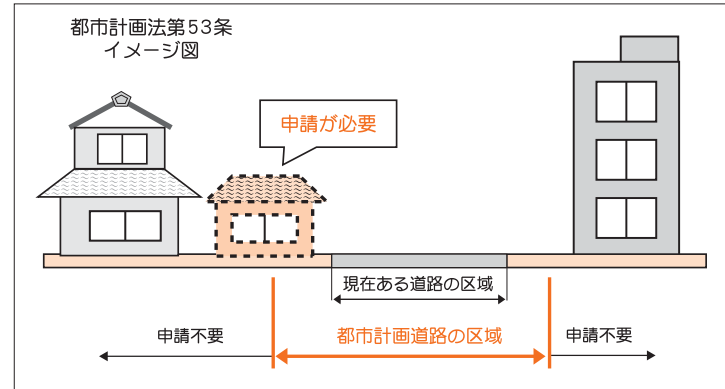 都市計画法第53条
イメージ図
申請が必要
現在ある道路の区域
申請不要
都市計画道路の区域
申請不要